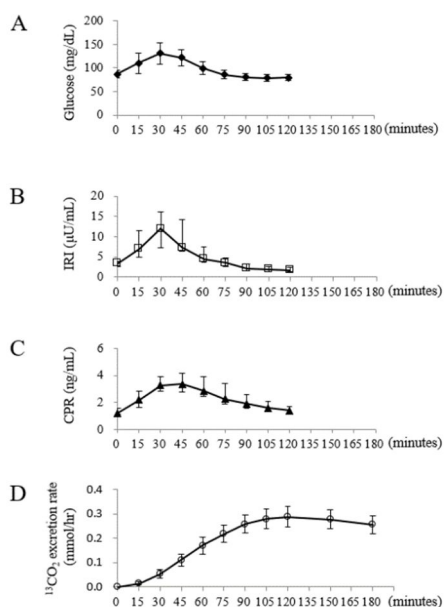 A
Glucose (mg/dL)
200
150
100
50
0
0 15 30 45 60 75 90 105 120 135 150 165 180 (minutes)
B
IRI (μU/mL)
20
15
10
5
0
0 15 30 45 60 75 90 105 120 135 150 165 180 (minutes)
C
CPR (ng/mL)
6
4
2
0
0 15 30 45 60 75 90 105 120 135 150 165 180 (minutes)
D
¹³CO₂ excretion rate
(mmol/hr)
0.4
0.3
0.2
0.1
0.0
0 15 30 45 60 75 90 105 120 135 150 165 180 (minutes)